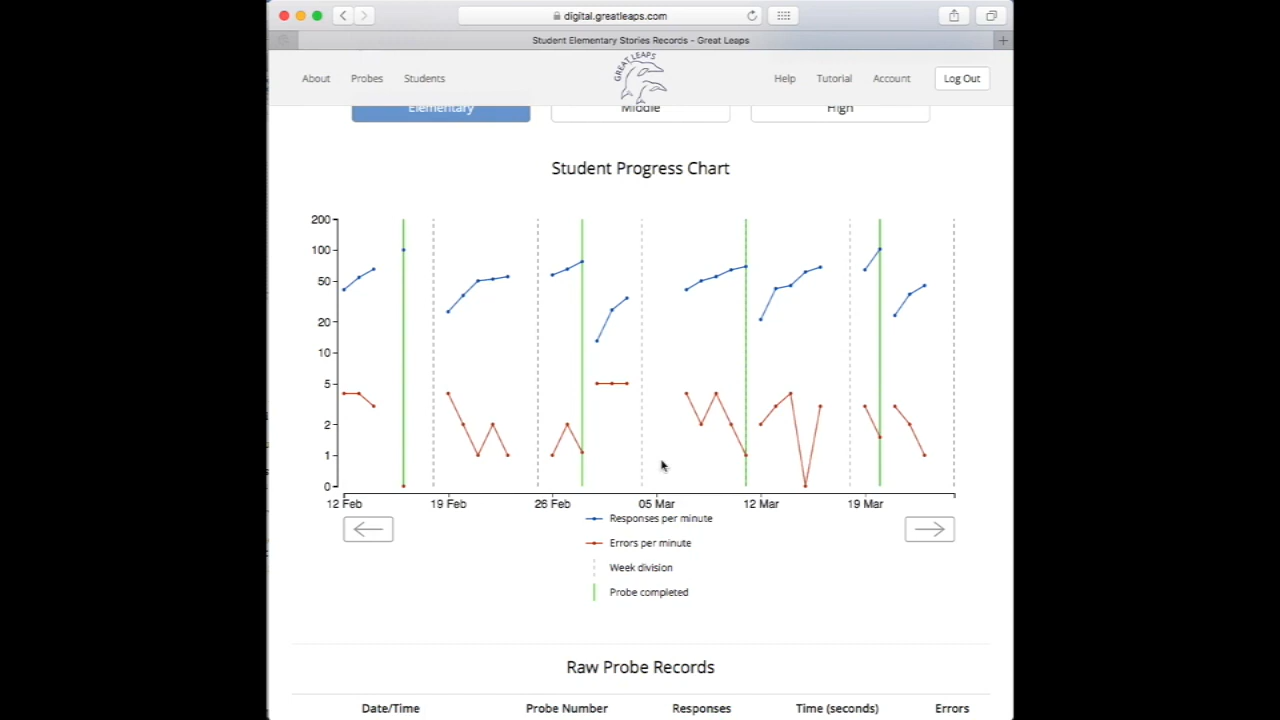 digital.greatleaps.com
Student Elementary Stories Records - Great Leaps
About Probes Students GREAT LEAPS Help Tutorial Account Log Out
Elementary Middle High
Student Progress Chart
200
100
50
20
10
5
2
1
0
12 Feb 19 Feb 26 Feb 05 Mar 12 Mar 19 Mar
Responses per minute
Errors per minute
Week division
Probe completed
Raw Probe Records
Date/Time Probe Number Responses Time (seconds) Errors